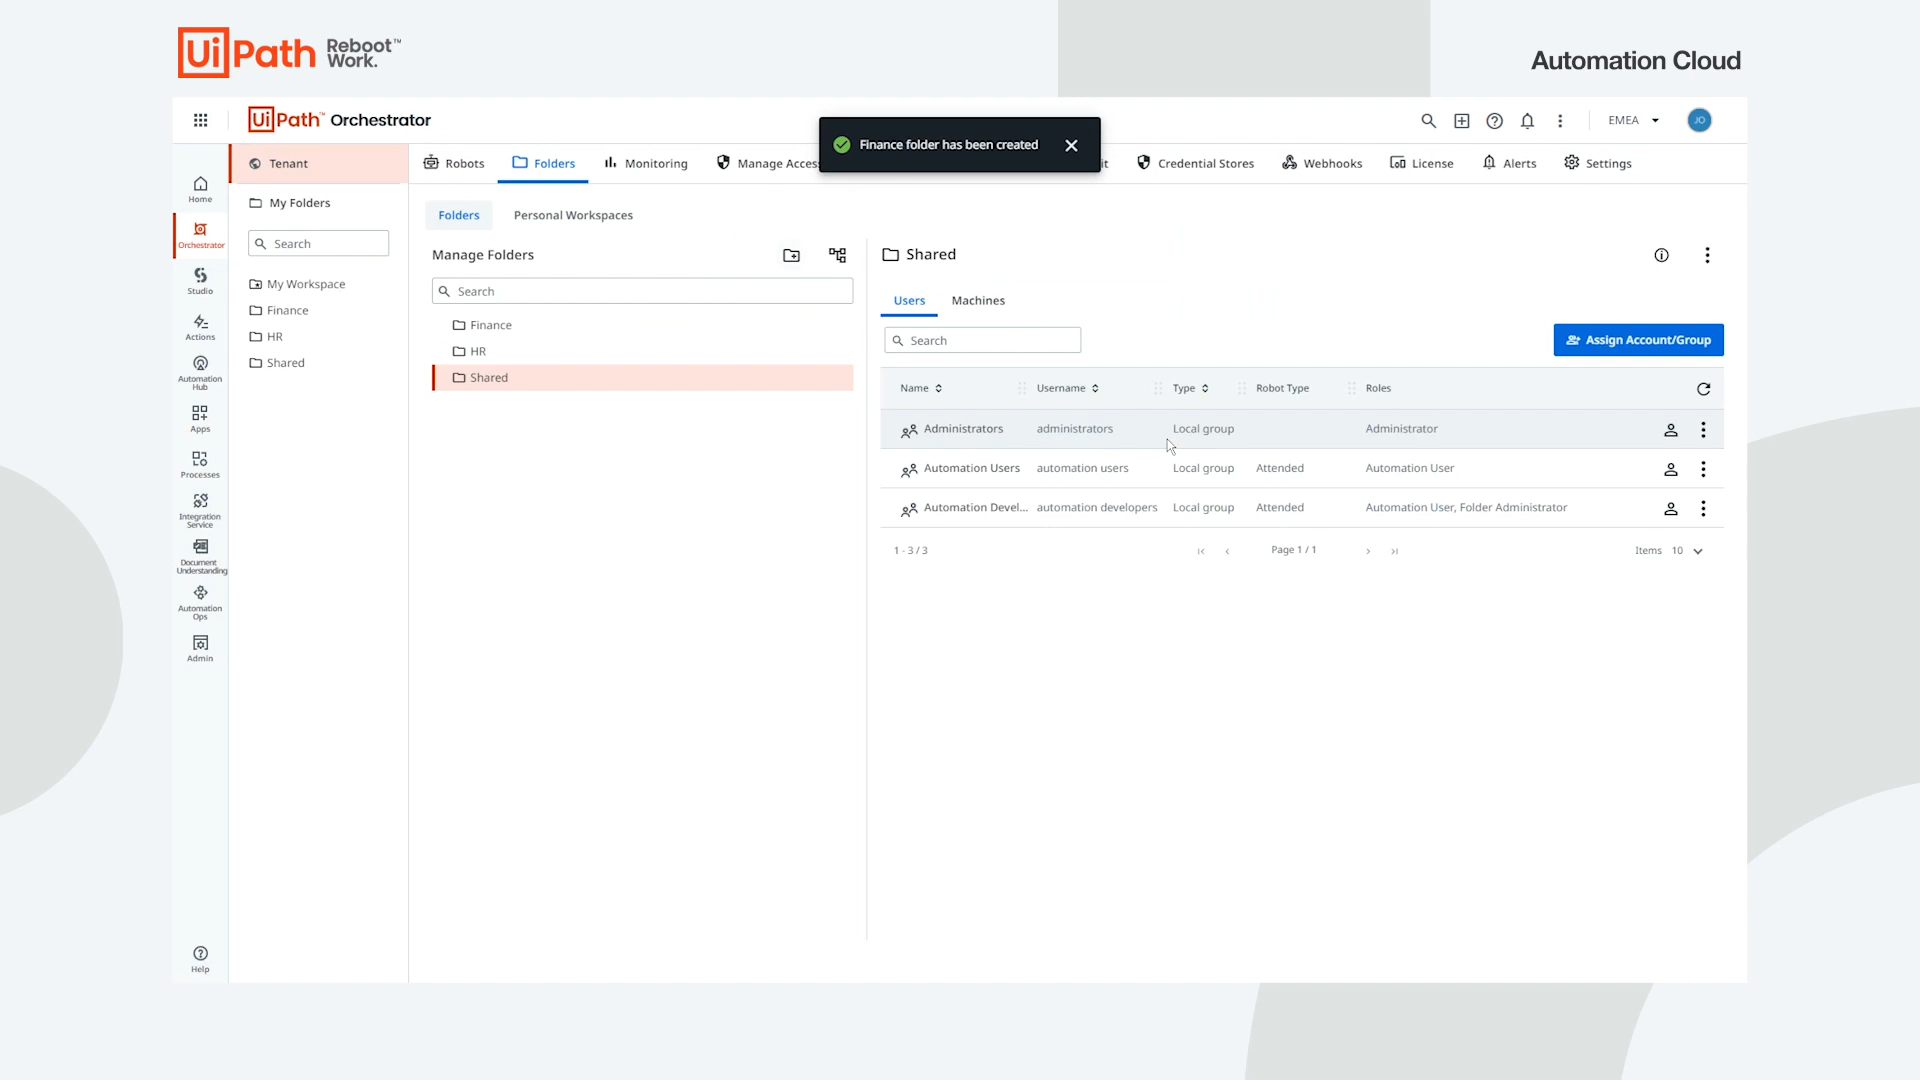 UiPath Reboot Work.™
Automation Cloud
UiPath™ Orchestrator
Finance folder has been created
EMEA
JO
Tenant
Robots
Folders
Monitoring
Manage Acces
it
Credential Stores
Webhooks
License
Alerts
Settings
Home
Orchestrator
Studio
Actions
Automation Hub
Apps
Processes
Integration Service
Document Understanding
Automation Ops
Admin
Help
My Folders
Search
My Workspace
Finance
HR
Shared
Folders
Personal Workspaces
Manage Folders
Search
Finance
HR
Shared
Shared
Users
Machines
Search
Assign Account/Group
Name
Username
Type
Robot Type
Roles
Administrators administrators Local group Administrator
Automation Users automation users Local group Attended Automation User
Automation Devel... automation developers Local group Attended Automation User, Folder Administrator
1 - 3 / 3
Page 1 / 1
Items 10